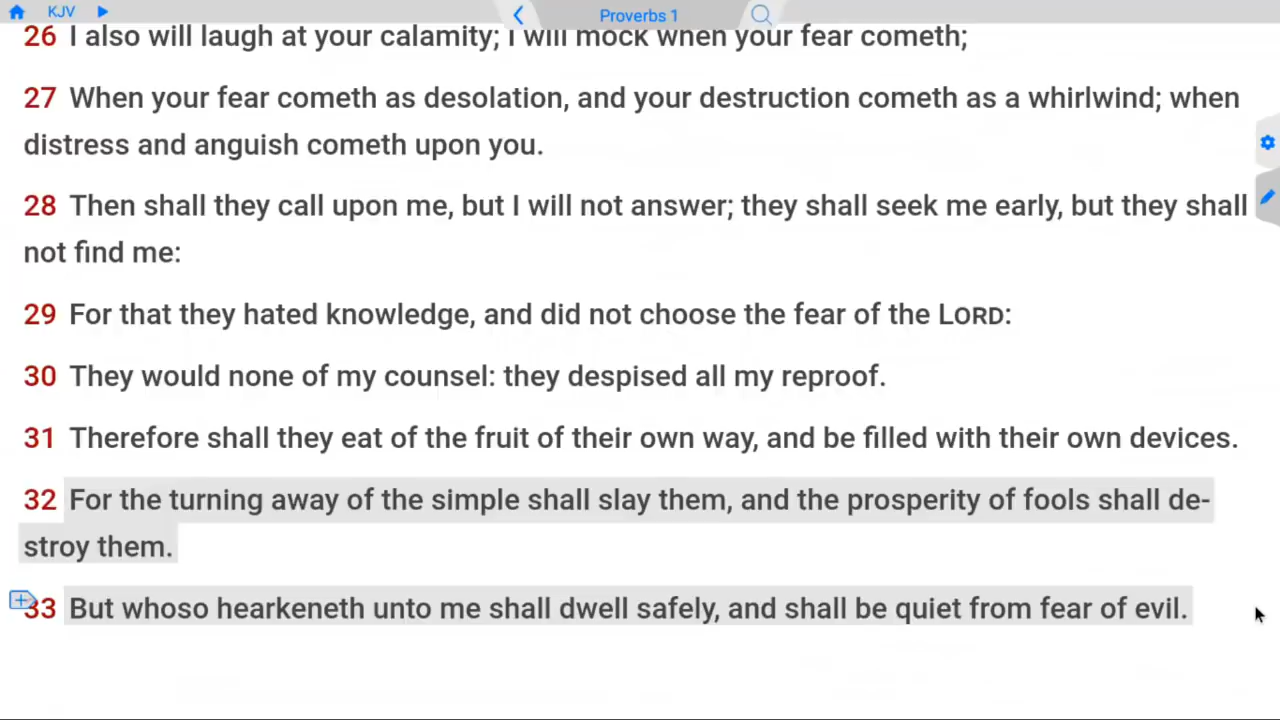 KJV
Proverbs 1
26 I also will laugh at your calamity; I will mock when your fear cometh;
27 When your fear cometh as desolation, and your destruction cometh as a whirlwind; when
distress and anguish cometh upon you.
28 Then shall they call upon me, but I will not answer; they shall seek me early, but they shall
not find me:
29 For that they hated knowledge, and did not choose the fear of the LORD:
30 They would none of my counsel: they despised all my reproof.
31 Therefore shall they eat of the fruit of their own way, and be filled with their own devices.
32 For the turning away of the simple shall slay them, and the prosperity of fools shall de-
stroy them.
33 But whoso hearkeneth unto me shall dwell safely, and shall be quiet from fear of evil.